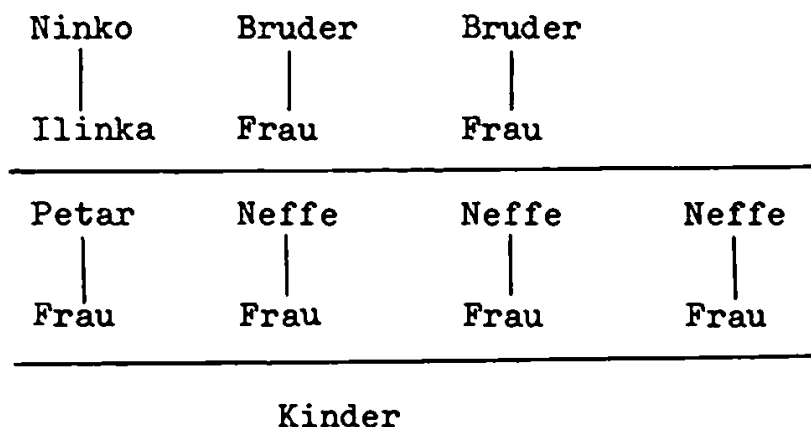 Ninko Bruder Bruder
Ilinka Frau Frau
Petar Neffe Neffe Neffe
Frau Frau Frau Frau
Kinder